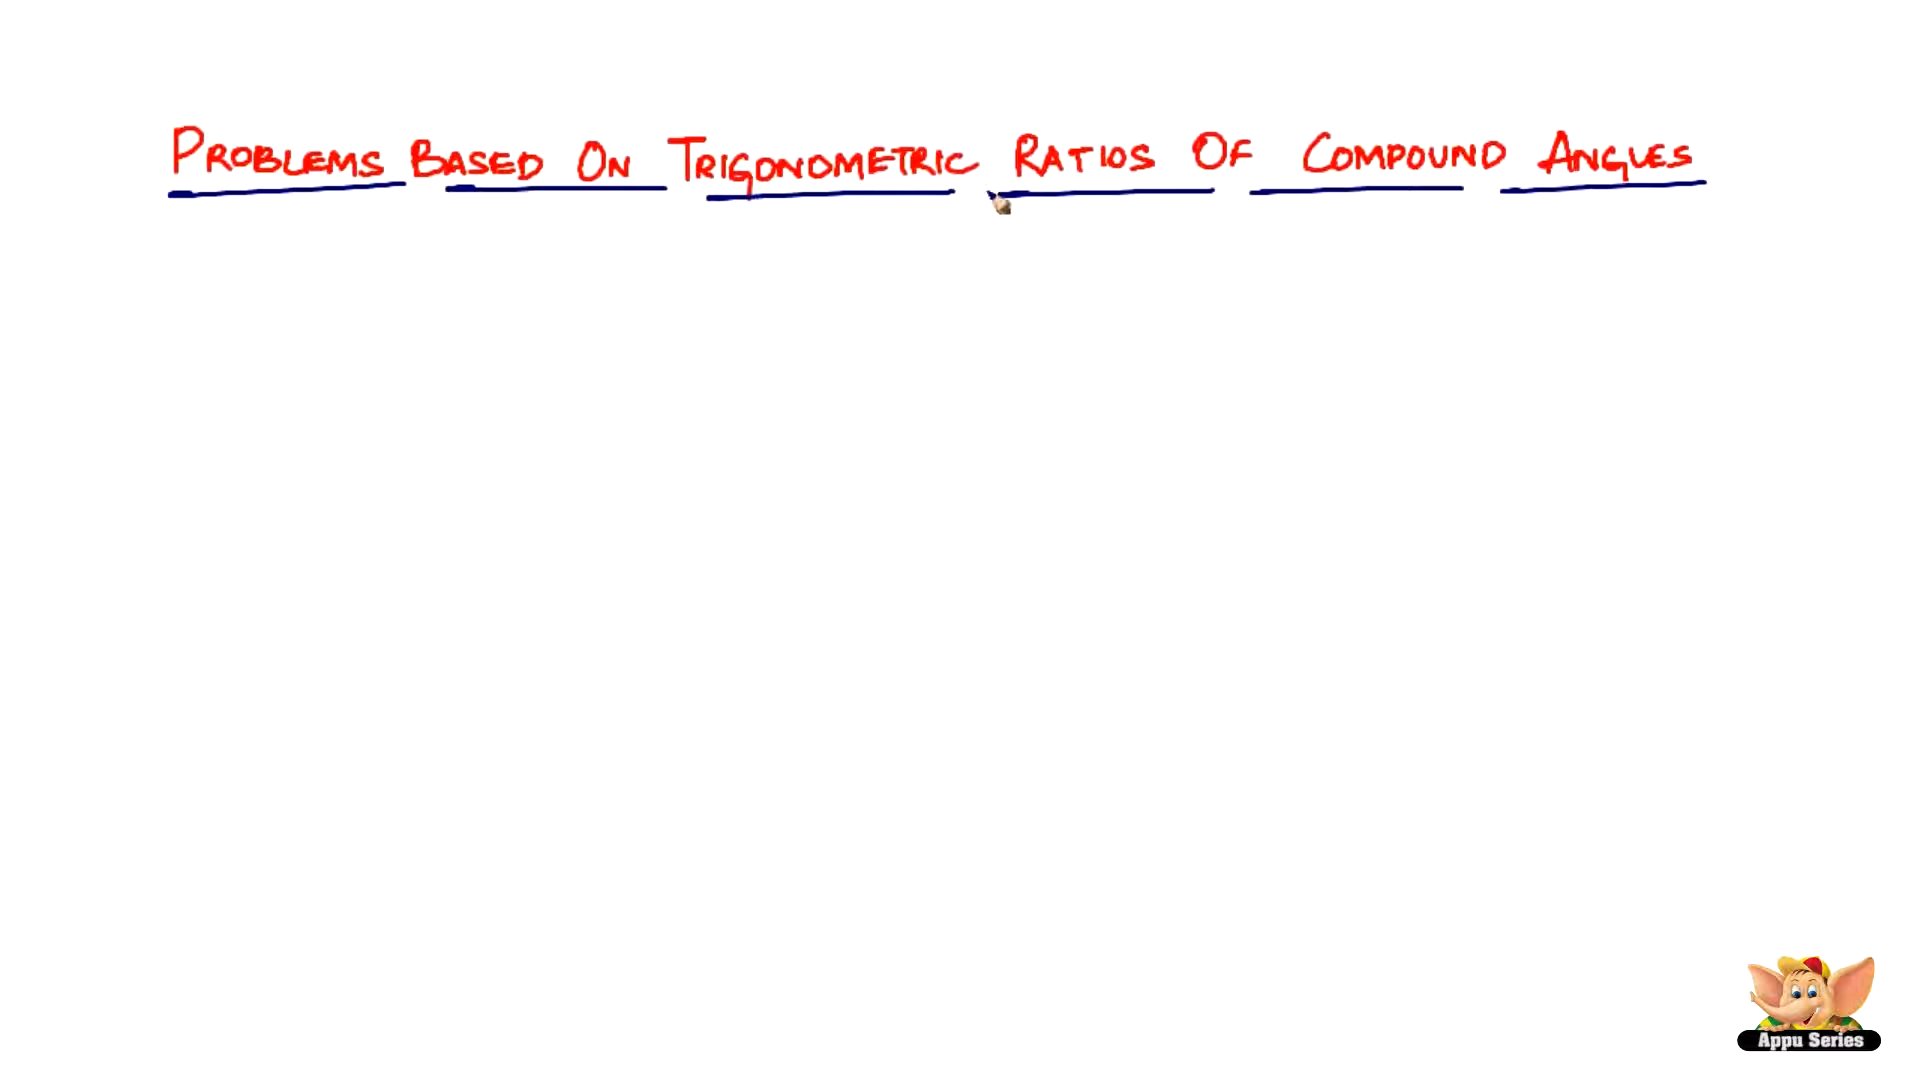 PROBLEMS BASED ON TRIGONOMETRIC RATIOS OF COMPOUND ANGLES
Appu Series